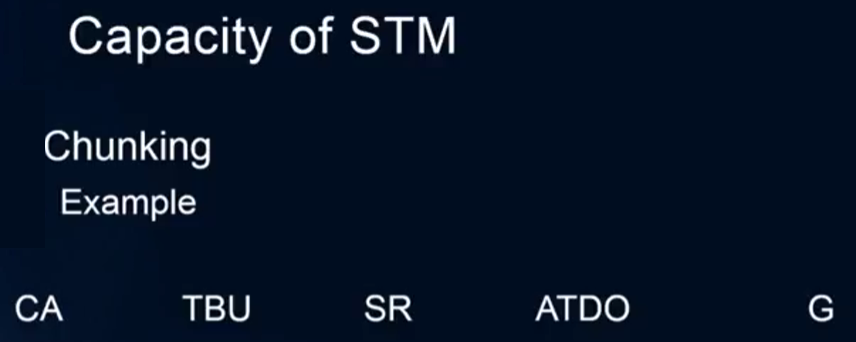 Capacity of STM
Chunking
Example
CA TBU SR ATDO G